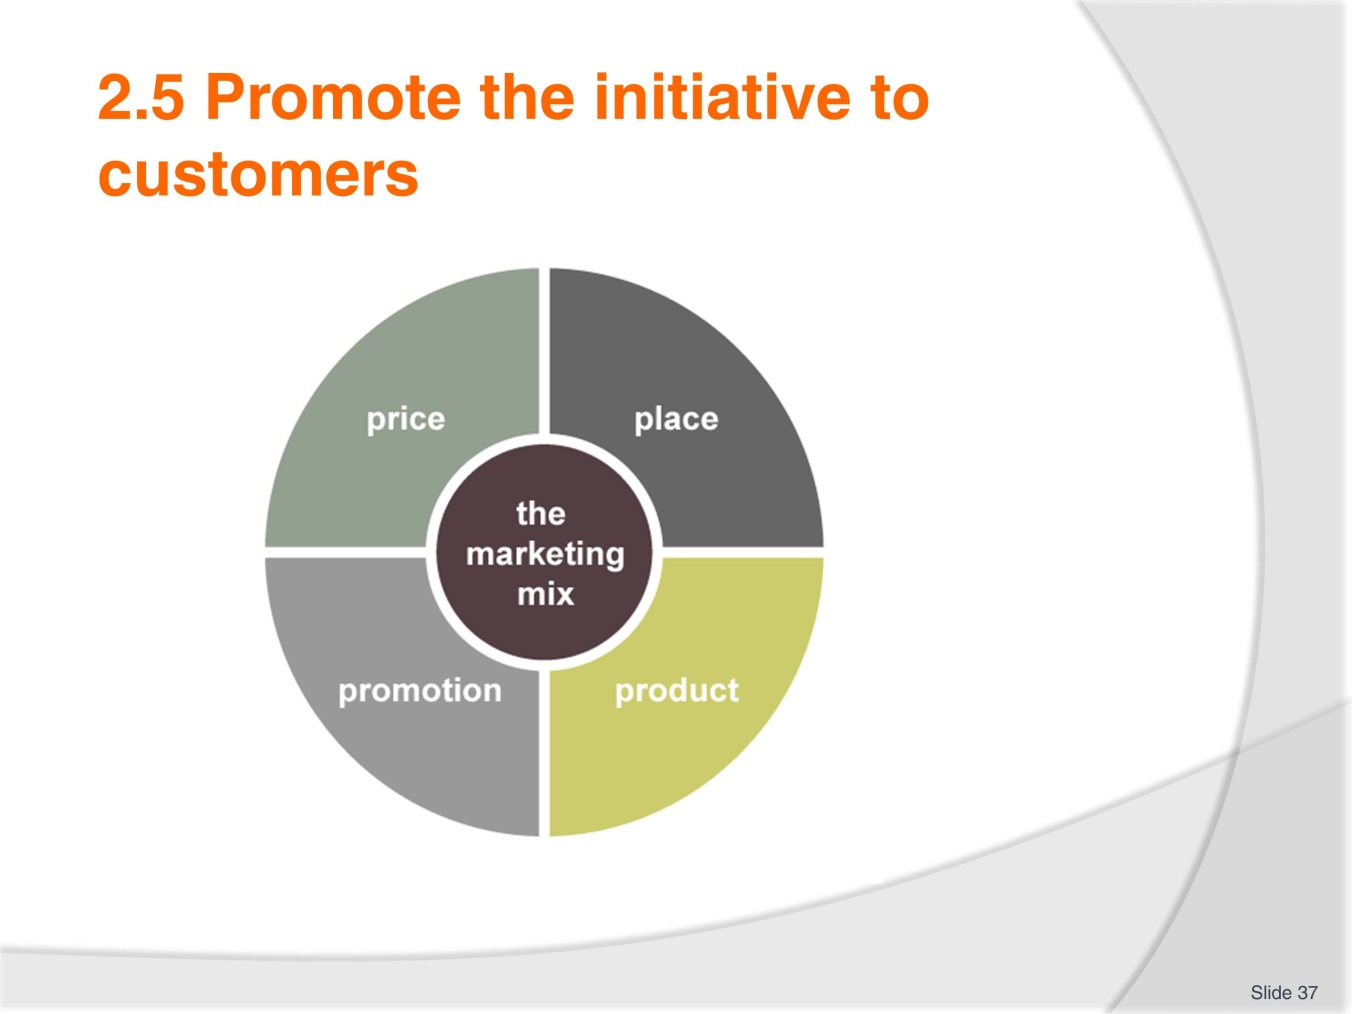 2.5 Promote the initiative to
customers
price
place
the
marketing
mix
promotion
product
Slide 37